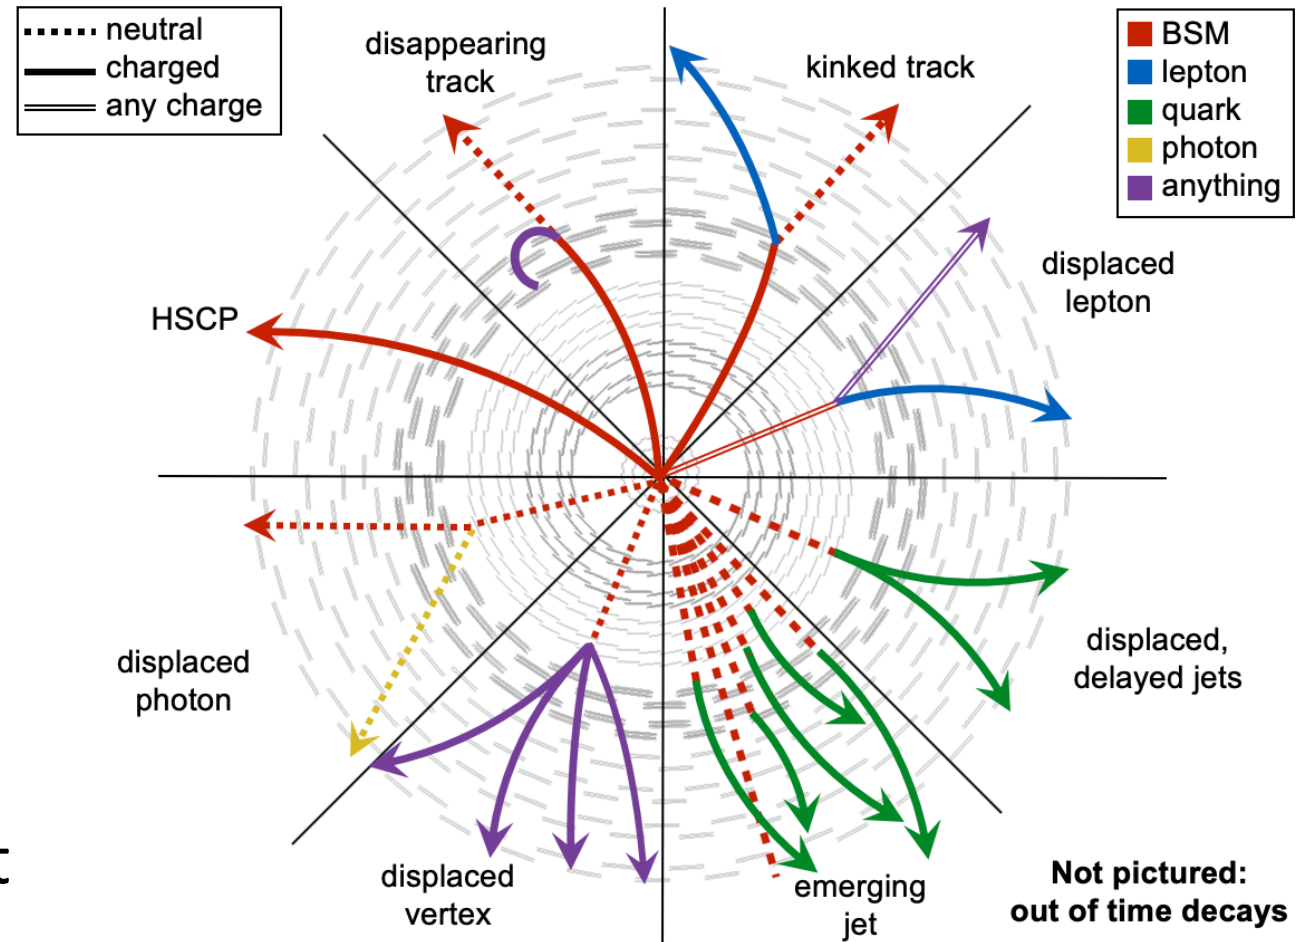 neutral
charged
any charge
disappearing
track
kinked track
BSM
lepton
quark
photon
anything
displaced
lepton
HSCP
displaced
photon
displaced,
delayed jets
displaced
vertex
emerging
jet
Not pictured:
out of time decays
t